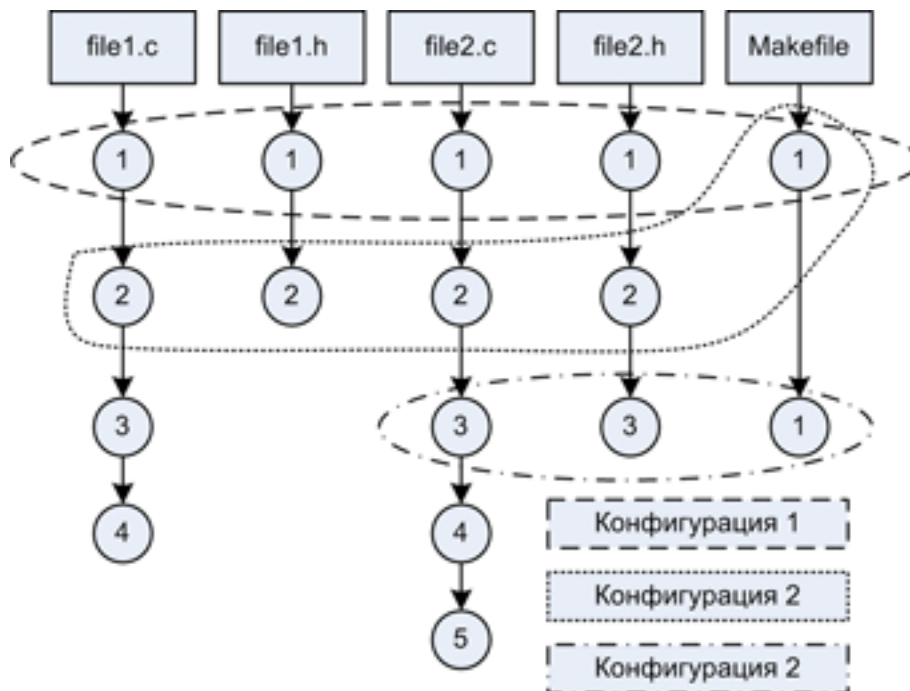 file1.c file1.h file2.c file2.h Makefile
1 1 1 1 1
2 2 2 2
3 3 3 1
4 4
Конфигурация 1
5
Конфигурация 2
Конфигурация 2